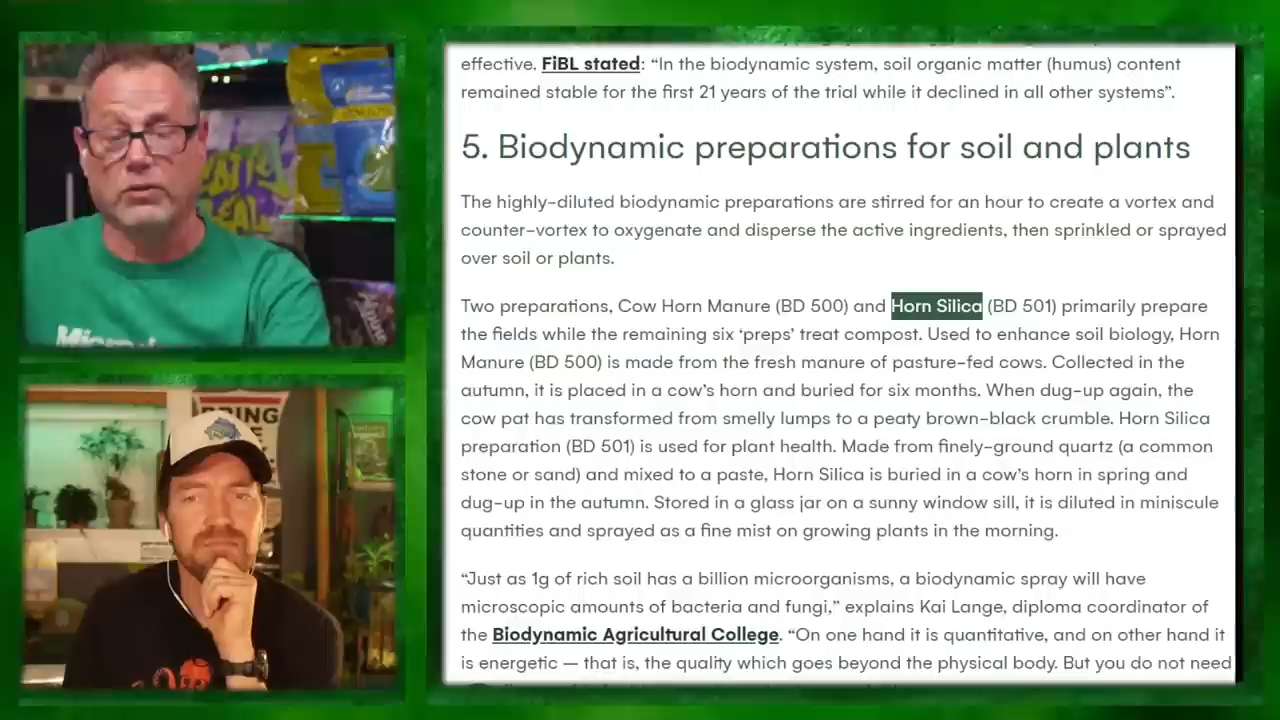 effective. FiBL stated: “In the biodynamic system, soil organic matter (humus) content
remained stable for the first 21 years of the trial while it declined in all other systems”.
5. Biodynamic preparations for soil and plants
The highly-diluted biodynamic preparations are stirred for an hour to create a vortex and
counter-vortex to oxygenate and disperse the active ingredients, then sprinkled or sprayed
over soil or plants.
Two preparations, Cow Horn Manure (BD 500) and Horn Silica (BD 501) primarily prepare
the fields while the remaining six ‘preps’ treat compost. Used to enhance soil biology, Horn
Manure (BD 500) is made from the fresh manure of pasture-fed cows. Collected in the
autumn, it is placed in a cow’s horn and buried for six months. When dug-up again, the
cow pat has transformed from smelly lumps to a peaty brown-black crumble. Horn Silica
preparation (BD 501) is used for plant health. Made from finely-ground quartz (a common
stone or sand) and mixed to a paste, Horn Silica is buried in a cow’s horn in spring and
dug-up in the autumn. Stored in a glass jar on a sunny window sill, it is diluted in miniscule
quantities and sprayed as a fine mist on growing plants in the morning.
“Just as 1g of rich soil has a billion microorganisms, a biodynamic spray will have
microscopic amounts of bacteria and fungi,” explains Kai Lange, diploma coordinator of
the Biodynamic Agricultural College. “On one hand it is quantitative, and on other hand it
is energetic — that is, the quality which goes beyond the physical body. But you do not need